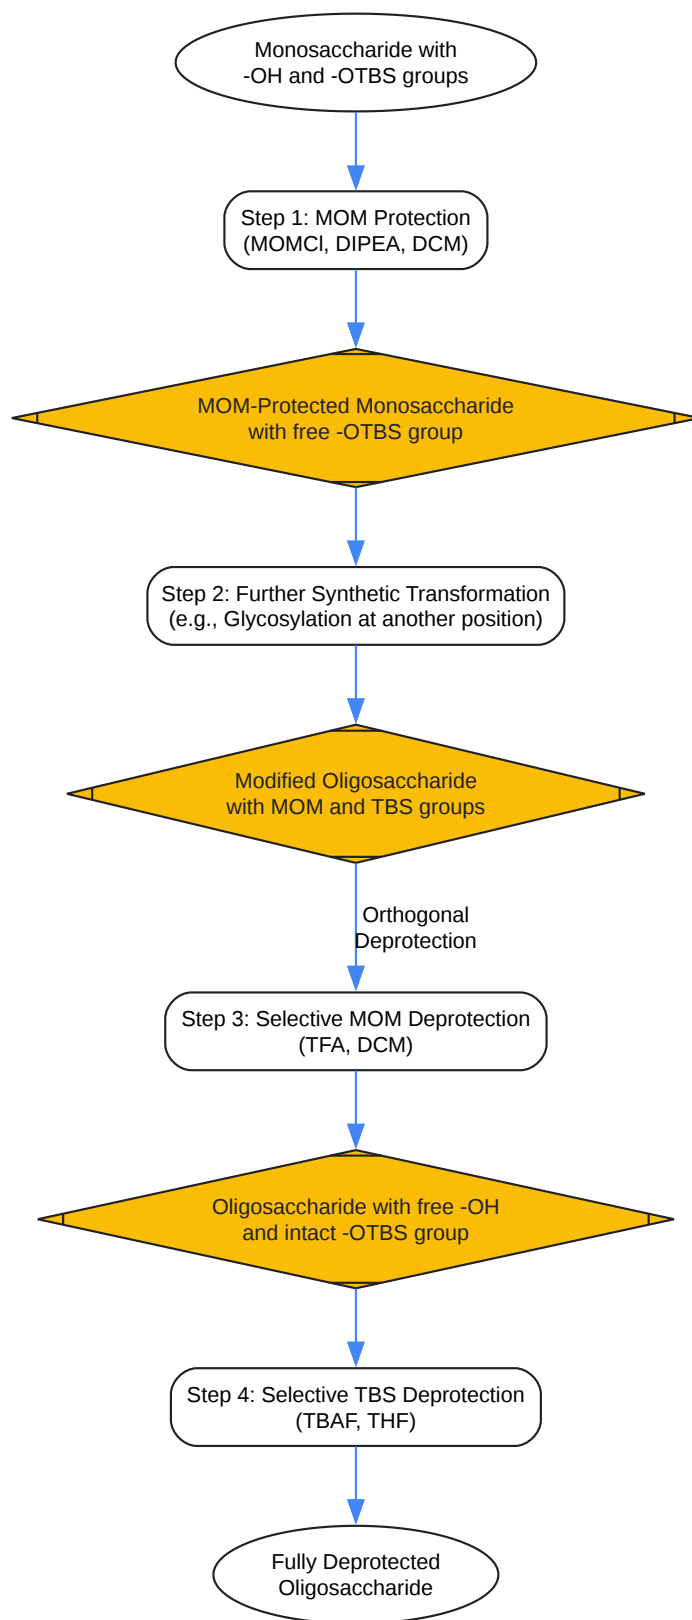 Monosaccharide with
-OH and -OTBS groups
Step 1: MOM Protection
(MOMCl, DIPEA, DCM)
MOM-Protected Monosaccharide
with free -OTBS group
Step 2: Further Synthetic Transformation
(e.g., Glycosylation at another position)
Modified Oligosaccharide
with MOM and TBS groups
Orthogonal
Deprotection
Step 3: Selective MOM Deprotection
(TFA, DCM)
Oligosaccharide with free -OH
and intact -OTBS group
Step 4: Selective TBS Deprotection
(TBAF, THF)
Fully Deprotected
Oligosaccharide